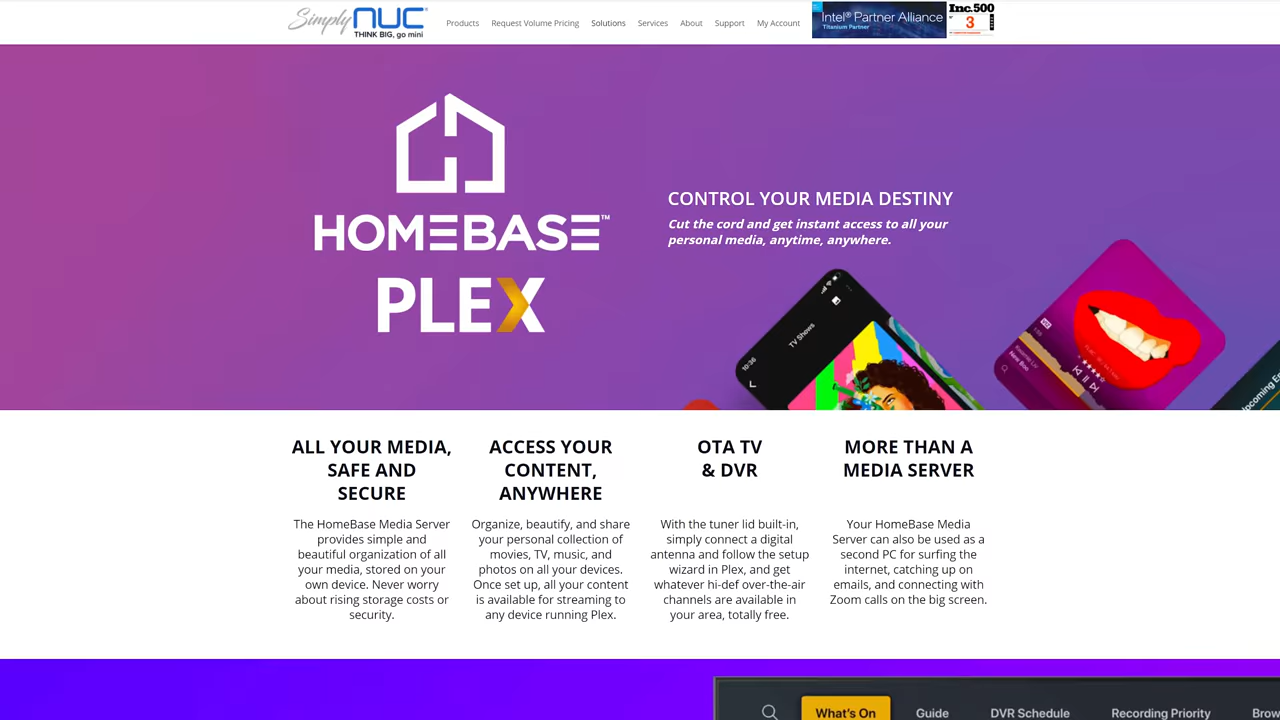 Simply NUC®
THINK BIG, go mini
Products
Request Volume Pricing
Solutions
Services
About
Support
My Account
Intel® Partner Alliance
Titanium Partner
Inc.500
3
HOMEBASE™
PLEX
CONTROL YOUR MEDIA DESTINY
Cut the cord and get instant access to all your
personal media, anytime, anywhere.
10:36
TV Shows
ALL YOUR MEDIA,
SAFE AND
SECURE
The HomeBase Media Server
provides simple and
beautiful organization of all
your media, stored on your
own device. Never worry
about rising storage costs or
security.
ACCESS YOUR
CONTENT,
ANYWHERE
Organize, beautify, and share
your personal collection of
movies, TV, music, and
photos on all your devices.
Once set up, all your content
is available for streaming to
any device running Plex.
OTA TV
& DVR
With the tuner lid built-in,
simply connect a digital
antenna and follow the setup
wizard in Plex, and get
whatever hi-def over-the-air
channels are available in
your area, totally free.
MORE THAN A
MEDIA SERVER
Your HomeBase Media
Server can also be used as a
second PC for surfing the
internet, catching up on
emails, and connecting with
Zoom calls on the big screen.
What's On
Guide
DVR Schedule
Recording Priority
Brow